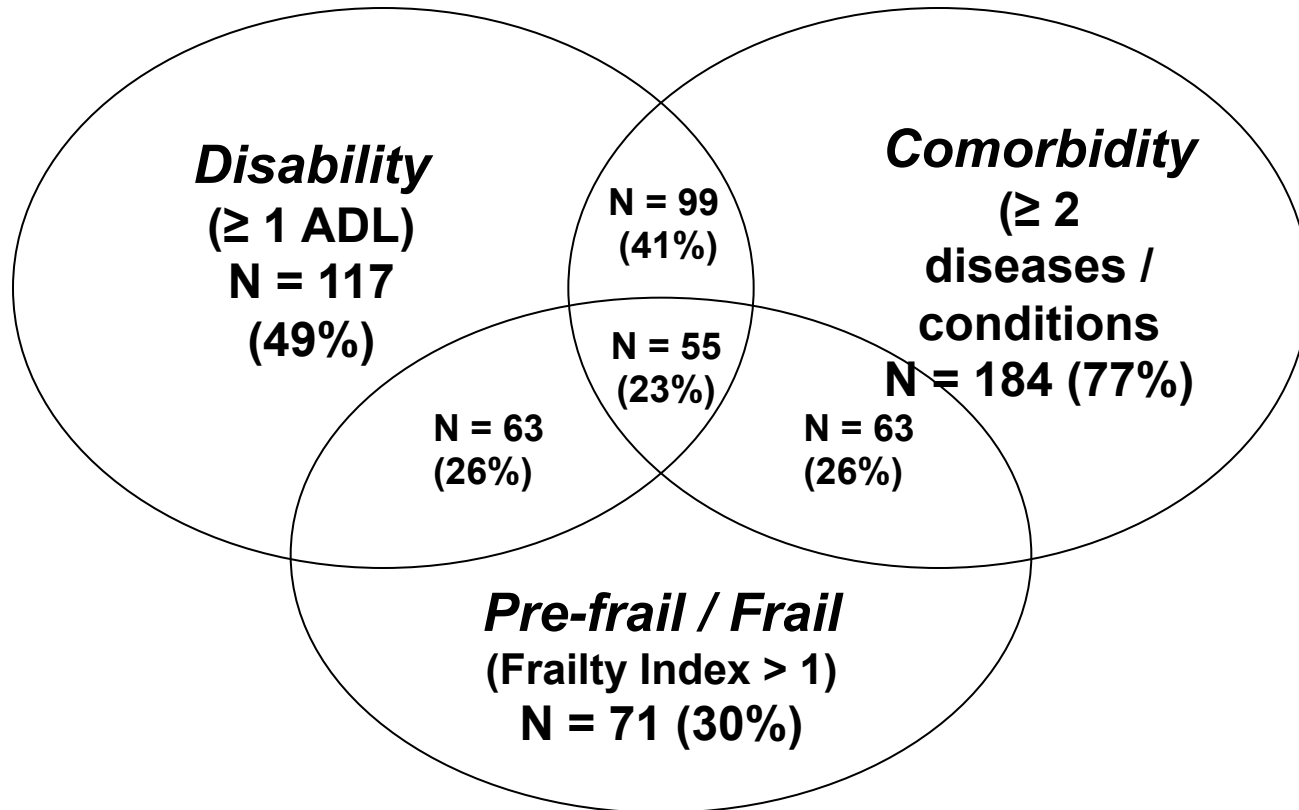 Disability
(≥ 1 ADL)
N = 117
(49%)
N = 99
(41%)
Comorbidity
(≥ 2
diseases /
conditions
N = 184 (77%)
N = 55
(23%)
N = 63
(26%)
N = 63
(26%)
Pre-frail / Frail
(Frailty Index > 1)
N = 71 (30%)